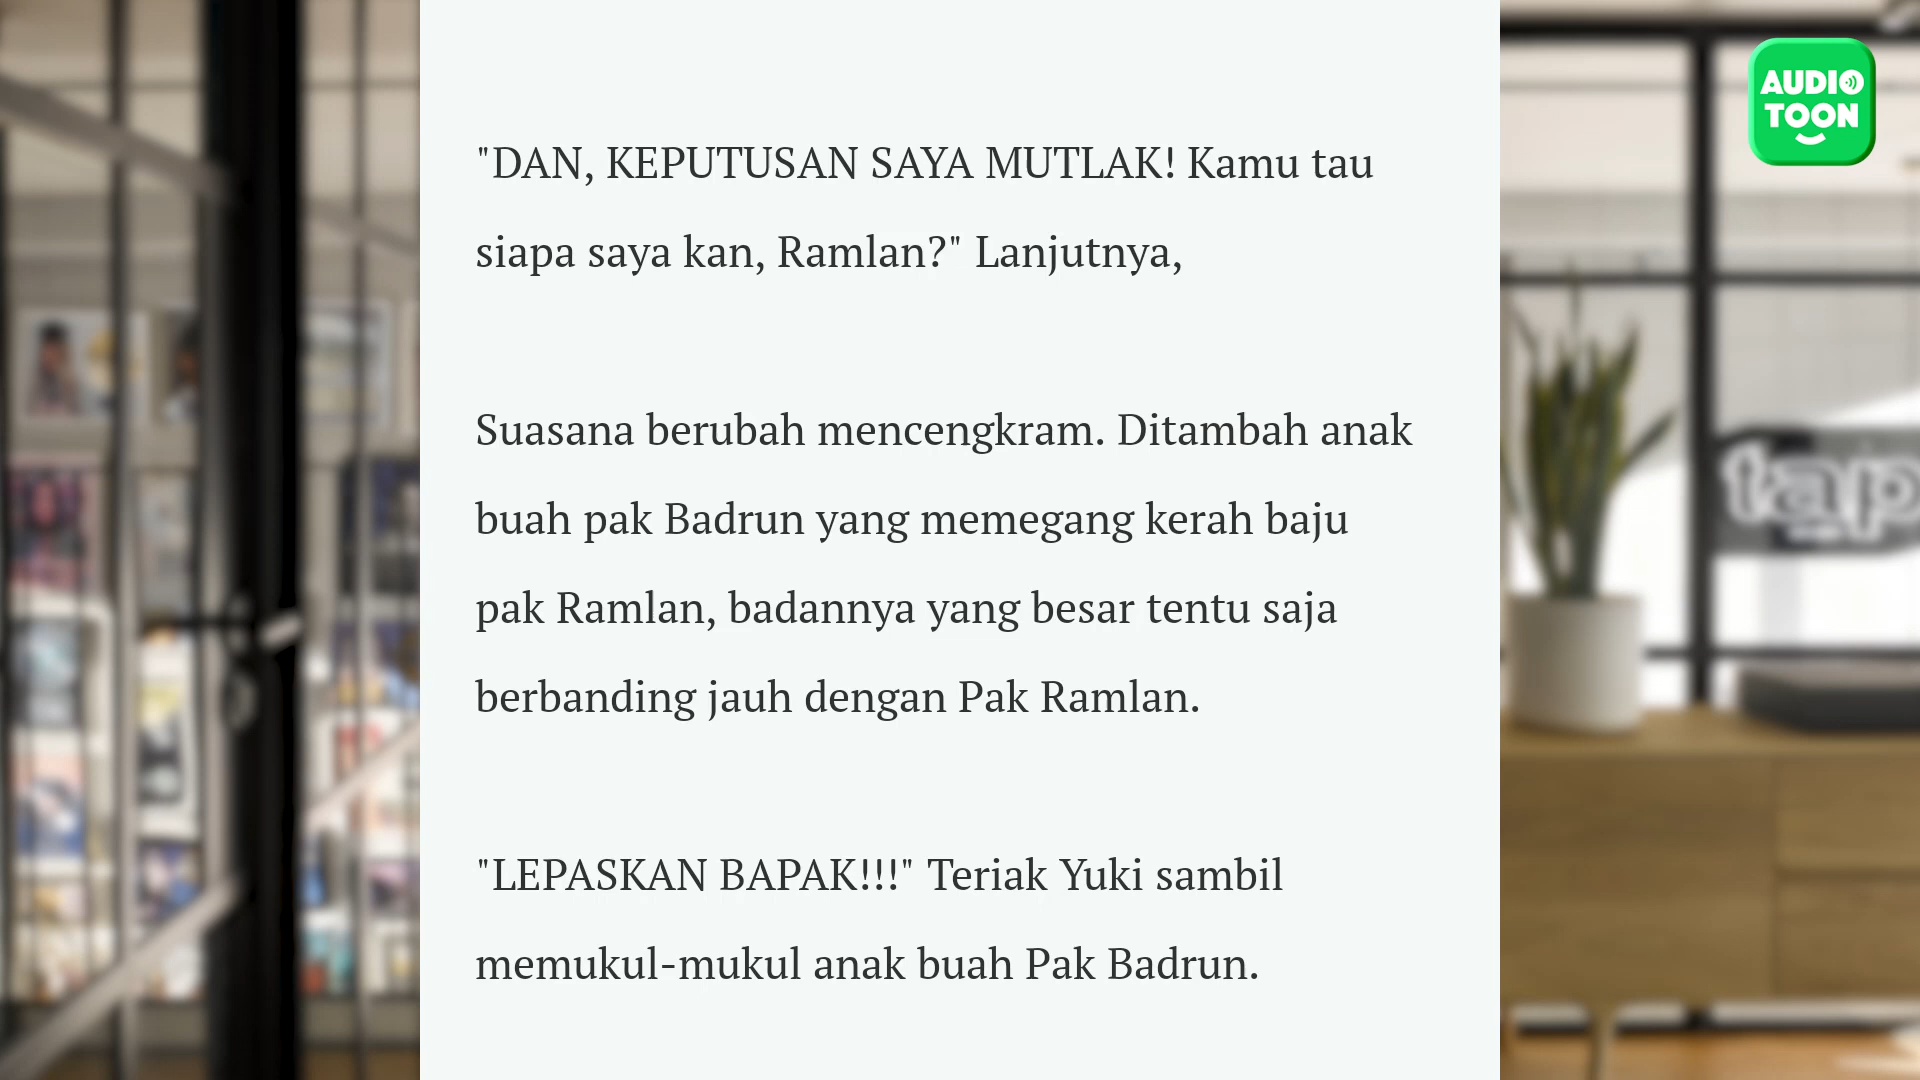 "DAN, KEPUTUSAN SAYA MUTLAK! Kamu tau
siapa saya kan, Ramlan?" Lanjutnya,
Suasana berubah mencengkram. Ditambah anak
buah pak Badrun yang memegang kerah baju
pak Ramlan, badannya yang besar tentu saja
berbanding jauh dengan Pak Ramlan.
"LEPASKAN BAPAK!!!" Teriak Yuki sambil
memukul-mukul anak buah Pak Badrun.
AUDIO
TOON
tap